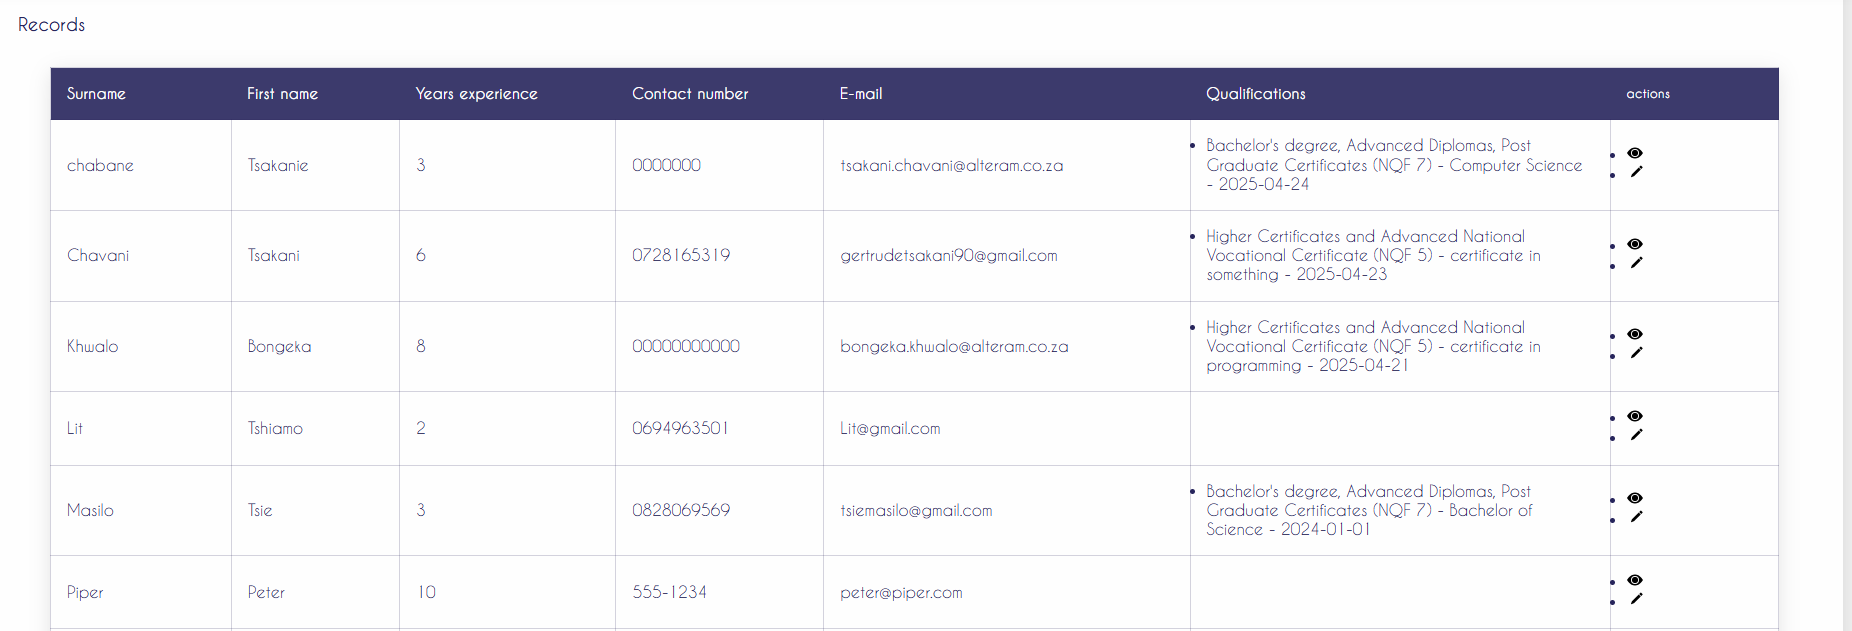 Records
Surname First name Years experience Contact number E-mail Qualifications actions
chabane Tsakanie 3 0000000 tsakani.chavani@alteram.co.za Bachelor's degree, Advanced Diplomas, Post
Graduate Certificates (NQF 7) - Computer Science
- 2025-04-24
Chavani Tsakani 6 0728165319 gertrudetsakani90@gmail.com Higher Certificates and Advanced National
Vocational Certificate (NQF 5) - certificate in
something - 2025-04-23
Khwalo Bongeka 8 00000000000 bongeka.khwalo@alteram.co.za Higher Certificates and Advanced National
Vocational Certificate (NQF 5) - certificate in
programming - 2025-04-21
Lit Tshiamo 2 0694963501 Lit@gmail.com
Masilo Tsie 3 0828069569 tsiemasilo@gmail.com Bachelor's degree, Advanced Diplomas, Post
Graduate Certificates (NQF 7) - Bachelor of
Science - 2024-01-01
Piper Peter 10 555-1234 peter@piper.com